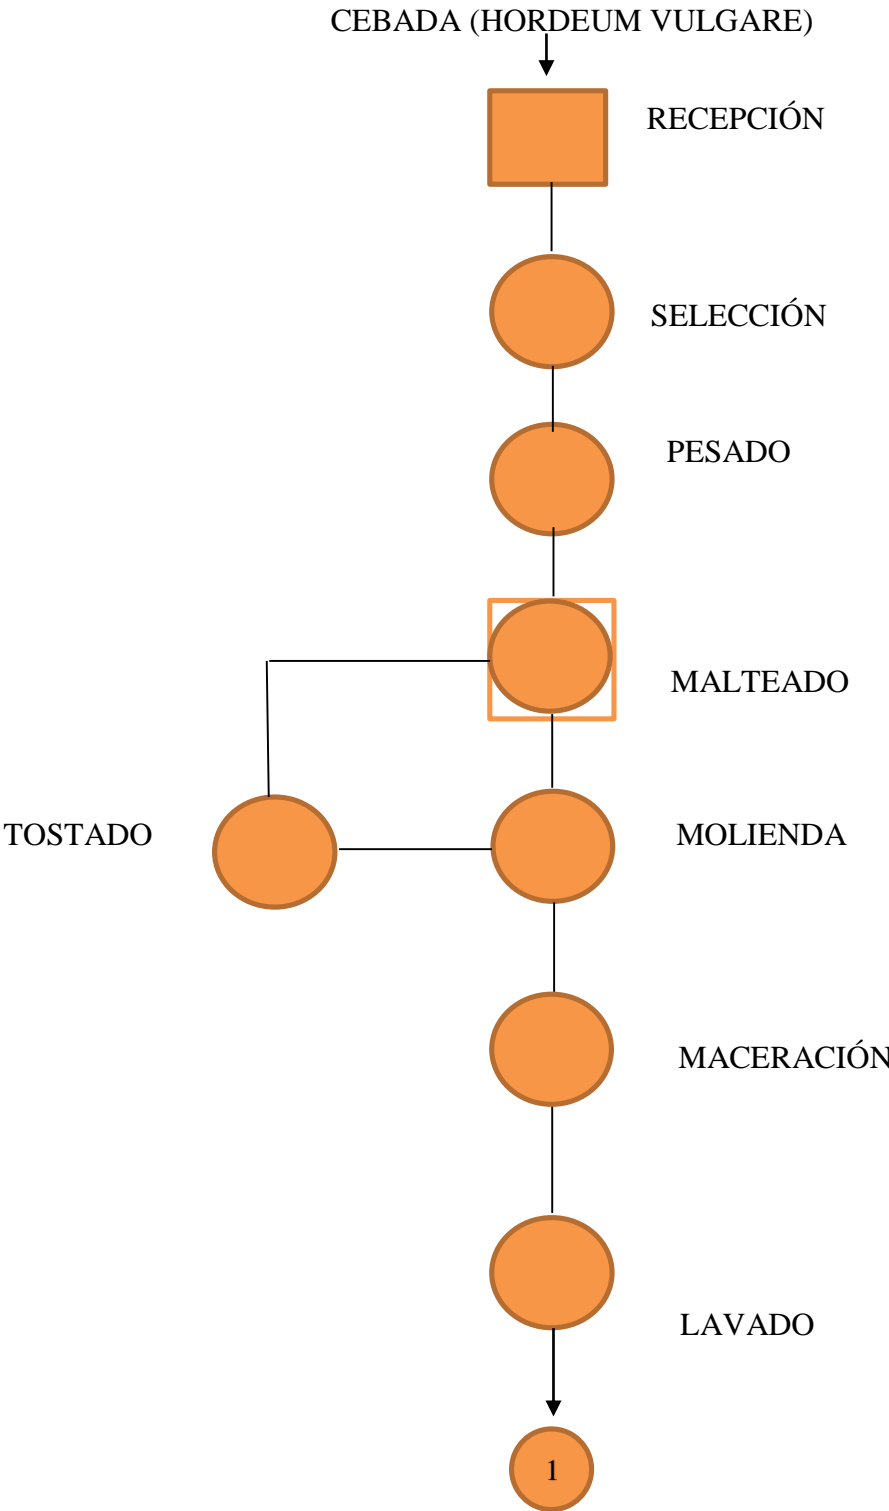 CEBADA (HORDEUM VULGARE)
RECEPCIÓN
SELECCIÓN
PESADO
MALTEADO
TOSTADO
MOLIENDA
MACERACIÓN
LAVADO
1